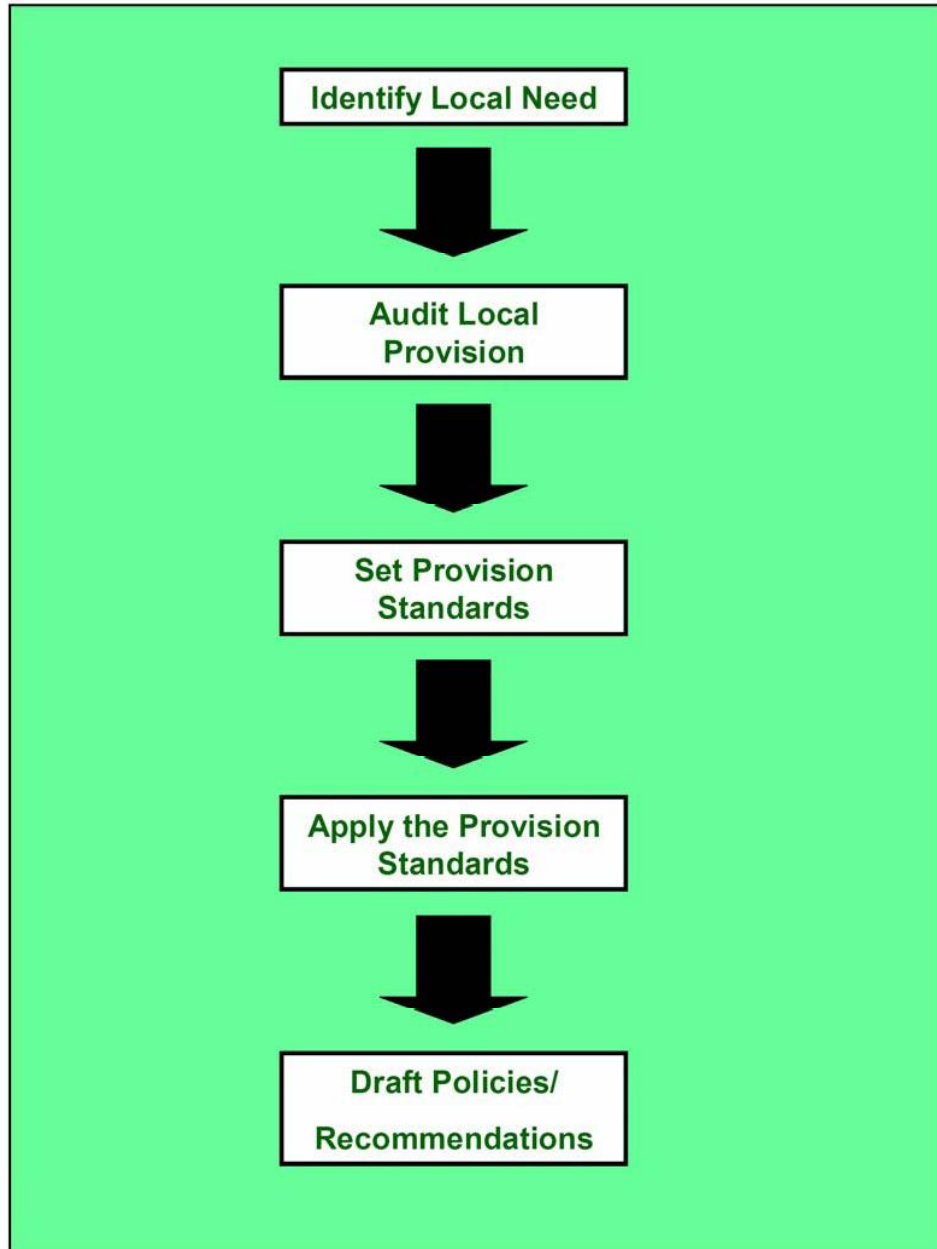 Identify Local Need
Audit Local
Provision
Set Provision
Standards
Apply the Provision
Standards
Draft Policies/
Recommendations